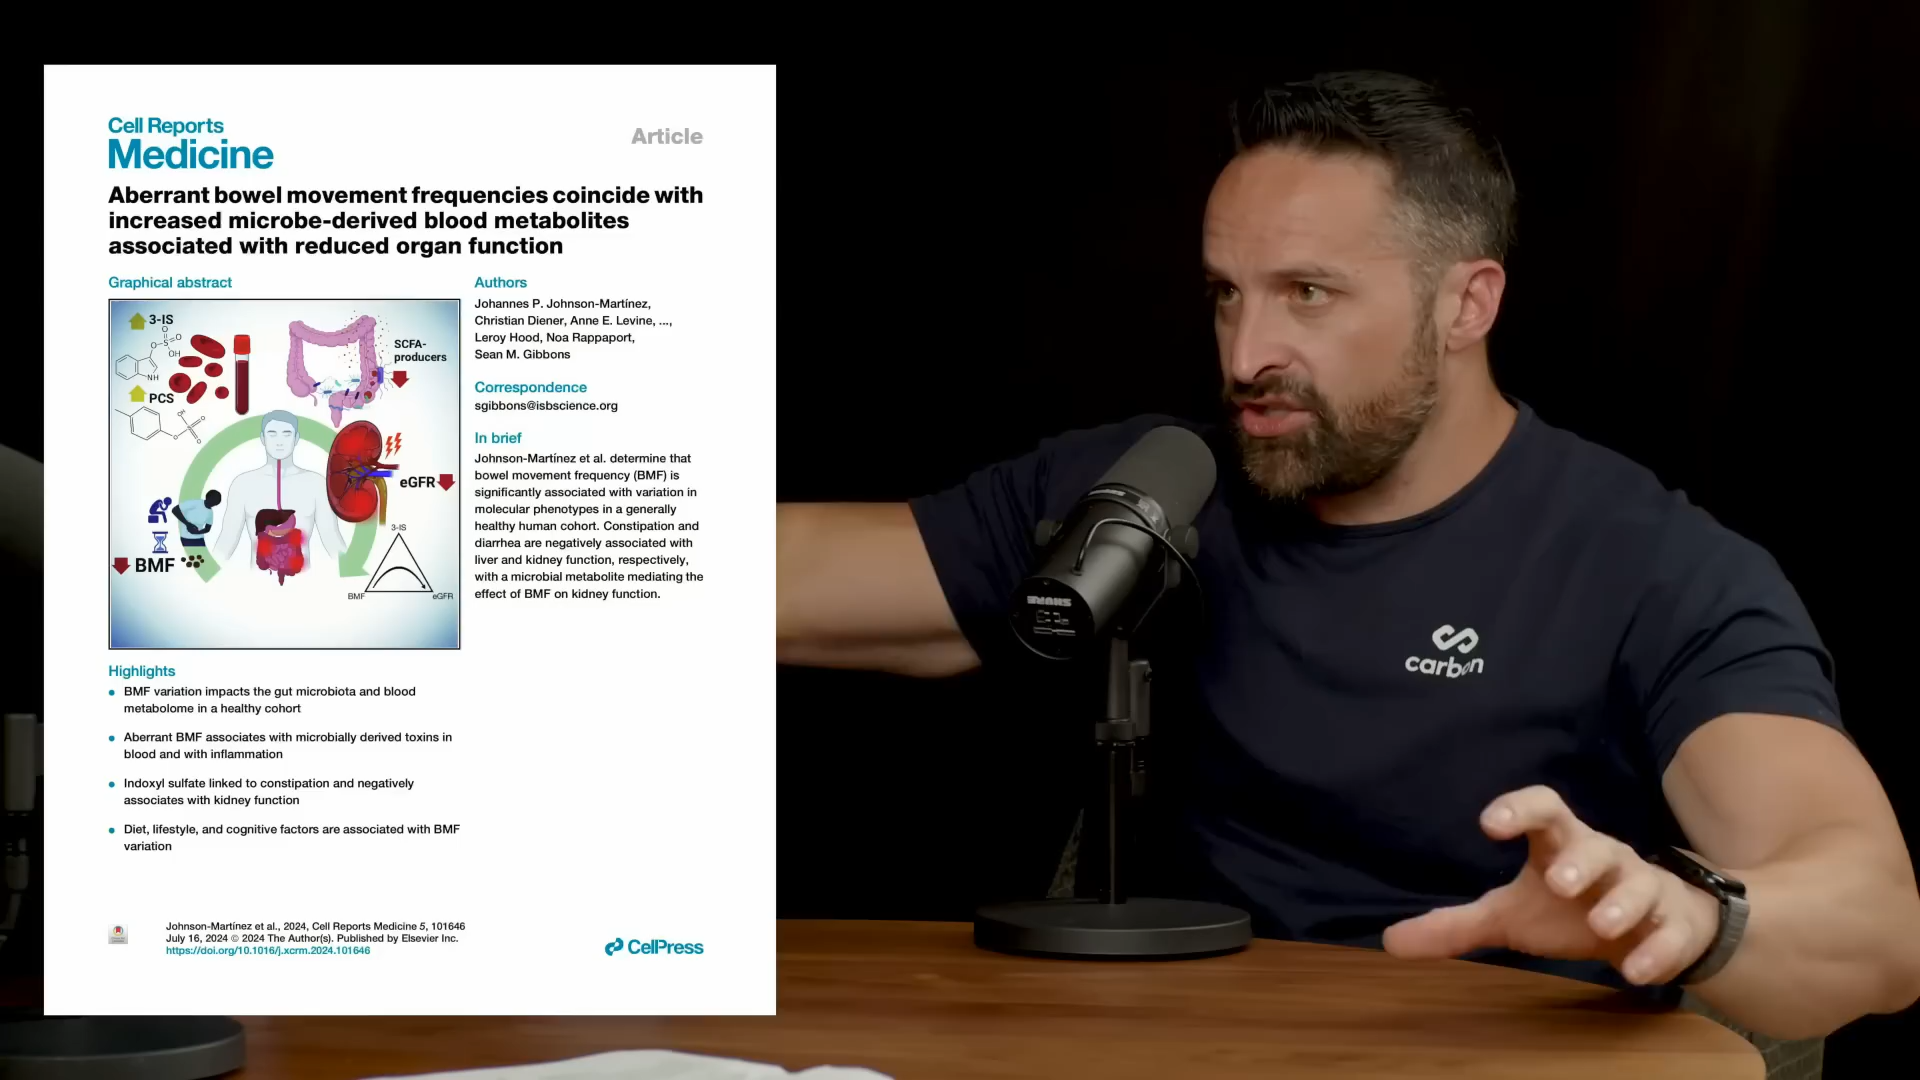 Cell Reports
Medicine
Article
Aberrant bowel movement frequencies coincide with
increased microbe-derived blood metabolites
associated with reduced organ function
Graphical abstract
3-IS
O
O
S
O
OH
NH
PCS
OH
O
S
O
O
SCFA-
producers
eGFR
BMF
3-IS
BMF
eGFR
Authors
Johannes P. Johnson-Martínez,
Christian Diener, Anne E. Levine, ...,
Leroy Hood, Noa Rappaport,
Sean M. Gibbons
Correspondence
sgibbons@isbscience.org
In brief
Johnson-Martínez et al. determine that
bowel movement frequency (BMF) is
significantly associated with variation in
molecular phenotypes in a generally
healthy human cohort. Constipation and
diarrhea are negatively associated with
liver and kidney function, respectively,
with a microbial metabolite mediating the
effect of BMF on kidney function.
Highlights
BMF variation impacts the gut microbiota and blood
metabolome in a healthy cohort
Aberrant BMF associates with microbially derived toxins in
blood and with inflammation
Indoxyl sulfate linked to constipation and negatively
associates with kidney function
Diet, lifestyle, and cognitive factors are associated with BMF
variation
Johnson-Martínez et al., 2024, Cell Reports Medicine 5, 101646
July 16, 2024 © 2024 The Author(s). Published by Elsevier Inc.
https://doi.org/10.1016/j.xcrm.2024.101646
CellPress
SHURE
carbon